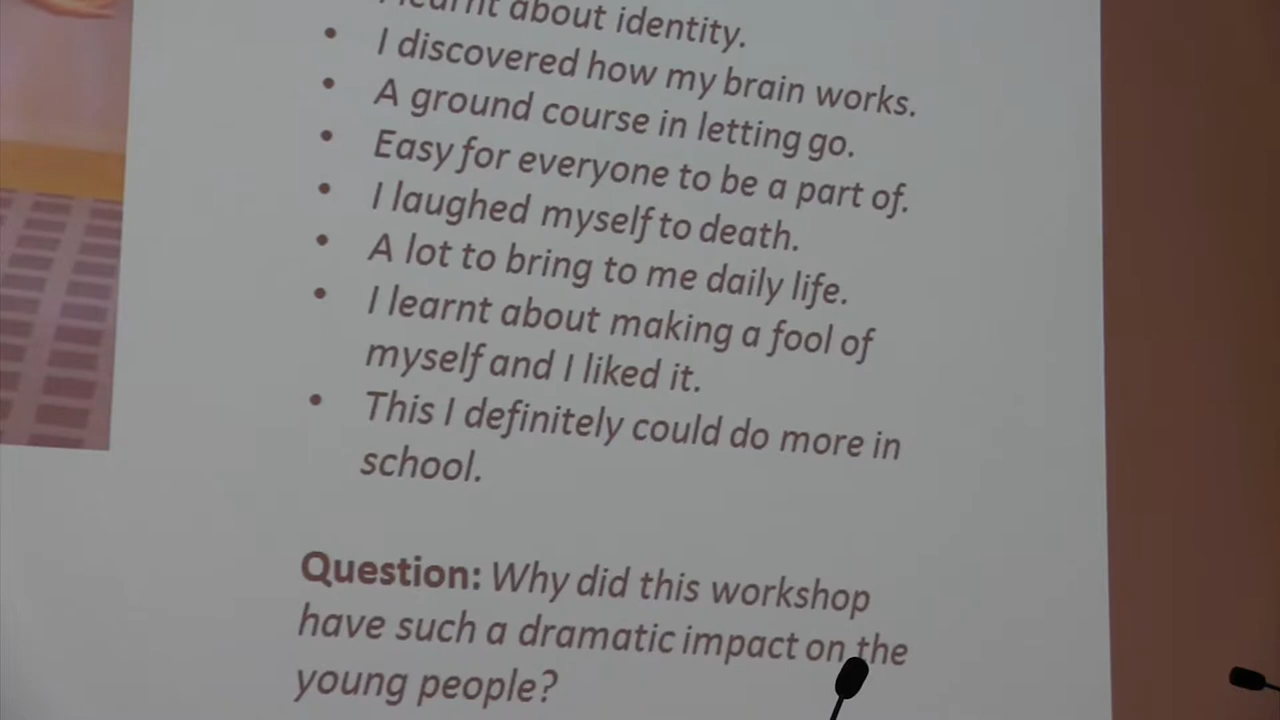 learnt about identity.
• I discovered how my brain works.
• A ground course in letting go.
• Easy for everyone to be a part of.
• I laughed myself to death.
• A lot to bring to me daily life.
• I learnt about making a fool of
myself and I liked it.
• This I definitely could do more in
school.
Question: Why did this workshop
have such a dramatic impact on the
young people?